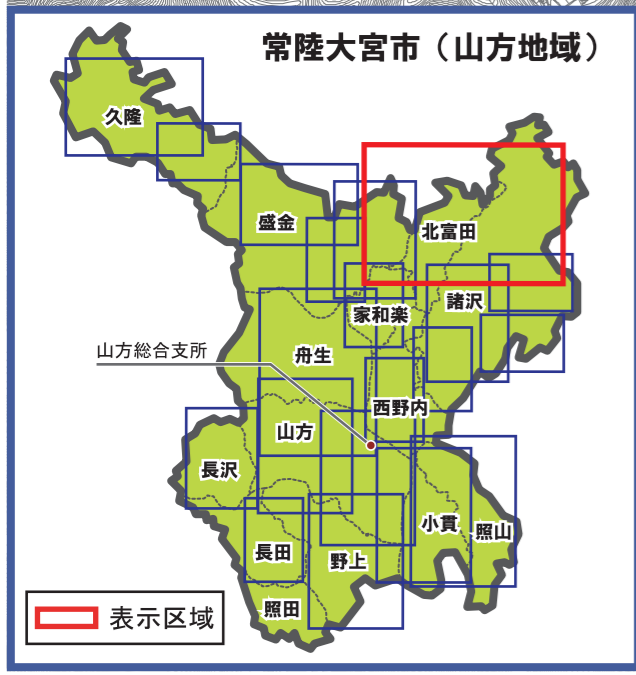 常陸大宮市（山方地域）
久隆
盛金
北富田
諸沢
家和楽
山方総合支所
舟生
西野内
山方
長沢
小貫
照山
長田
野上
照田
表示区域